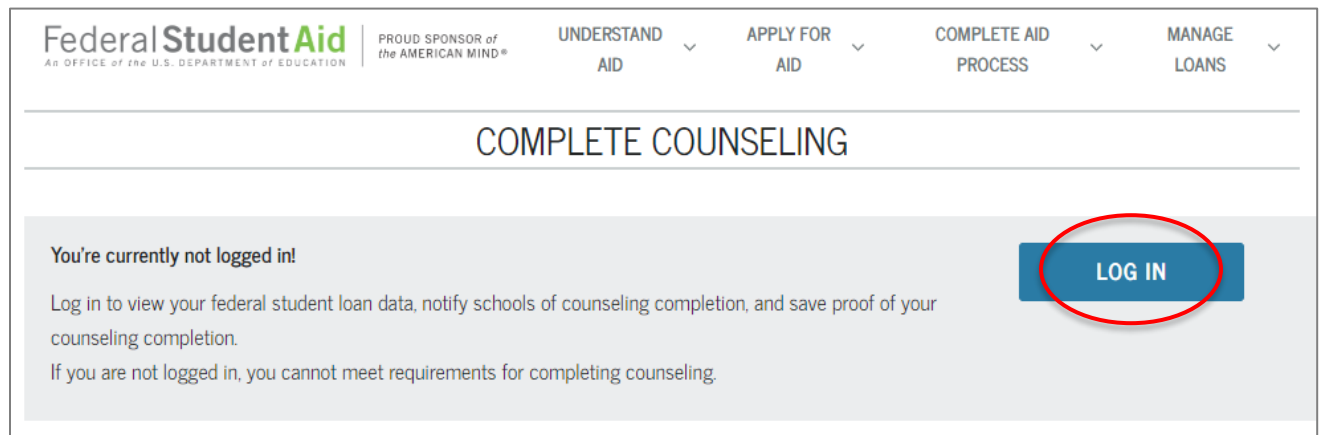 Federal Student Aid
An OFFICE of the U.S. DEPARTMENT of EDUCATION
PROUD SPONSOR of
the AMERICAN MIND®
UNDERSTAND
AID
APPLY FOR
AID
COMPLETE AID
PROCESS
MANAGE
LOANS
COMPLETE COUNSELING
You're currently not logged in!
LOG IN
Log in to view your federal student loan data, notify schools of counseling completion, and save proof of your
counseling completion.
If you are not logged in, you cannot meet requirements for completing counseling.